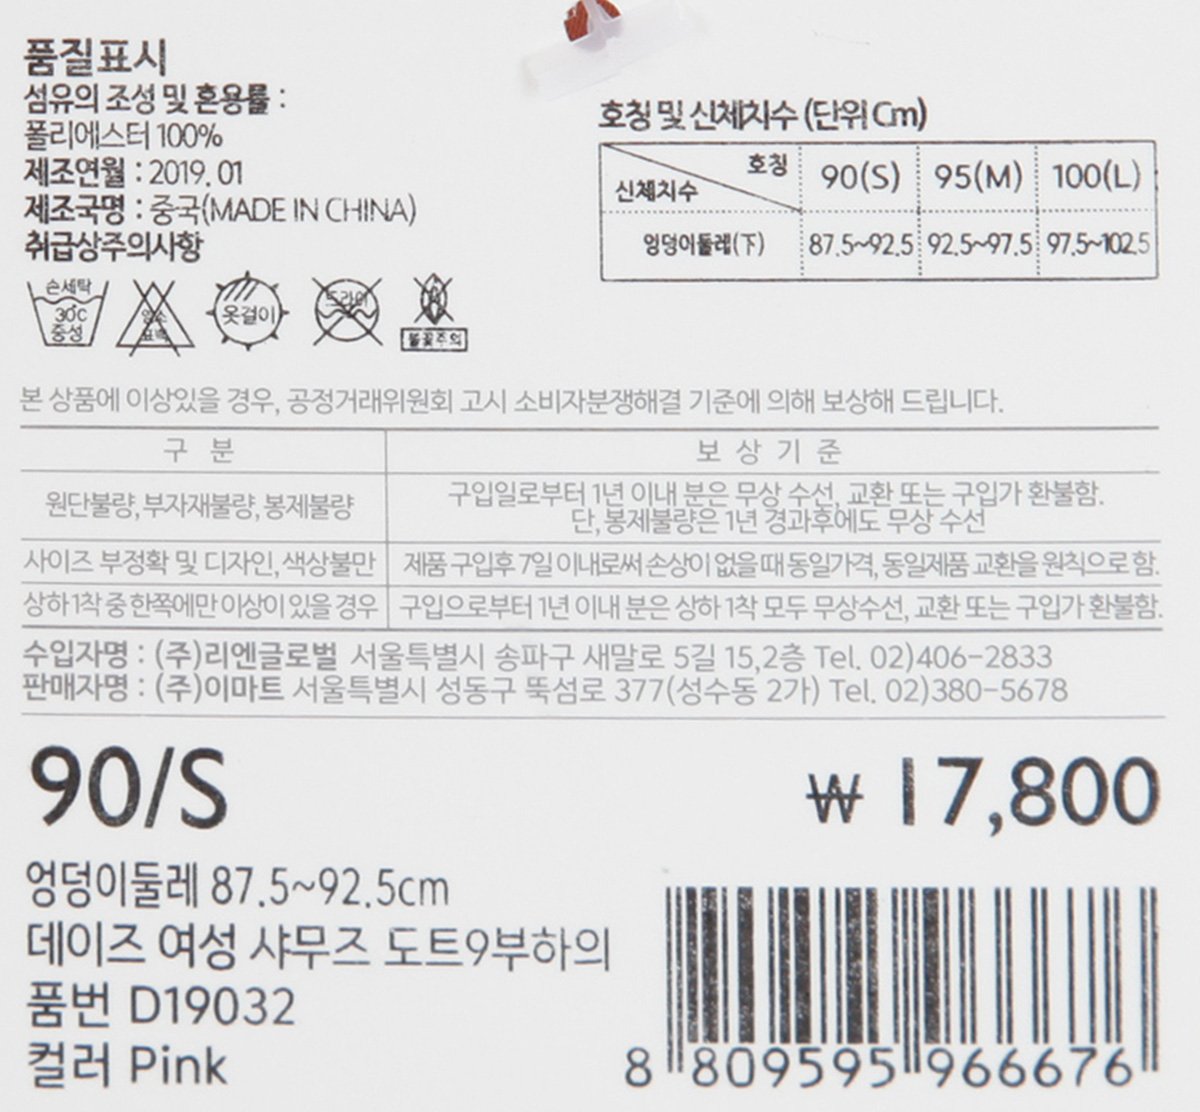 품질표시
섬유의 조성 및 혼용률 :
폴리에스터 100%
제조연월 : 2019. 01
제조국명 : 중국(MADE IN CHINA)
취급상주의사항
손세탁 30℃ 중성
염소 표백
옷걸이
드라이
불꽃주의
호칭 및 신체치수 (단위 Cm)
호칭 90(S) 95(M) 100(L)
신체치수
엉덩이둘레(下) 87.5~92.5 92.5~97.5 97.5~102.5
본 상품에 이상있을 경우, 공정거래위원회 고시 소비자분쟁해결 기준에 의해 보상해 드립니다.
구 분 보 상 기 준
원단불량, 부자재불량, 봉제불량 구입일로부터 1년 이내 분은 무상 수선, 교환 또는 구입가 환불함.
단, 봉제불량은 1년 경과후에도 무상 수선
사이즈 부정확 및 디자인, 색상불만 제품 구입후 7일 이내로써 손상이 없을 때 동일가격, 동일제품 교환을 원칙으로 함.
상하 1착 중 한쪽에만 이상이 있을 경우 구입으로부터 1년 이내 분은 상하 1착 모두 무상수선, 교환 또는 구입가 환불함.
수입자명 : (주)리엔글로벌 서울특별시 송파구 새말로 5길 15,2층 Tel. 02)406-2833
판매자명 : (주)이마트 서울특별시 성동구 뚝섬로 377(성수동 2가) Tel. 02)380-5678
90/S
₩ 17,800
엉덩이둘레 87.5~92.5cm
데이즈 여성 샤무즈 도트9부하의
품번 D19032
컬러 Pink
8 809595 966676